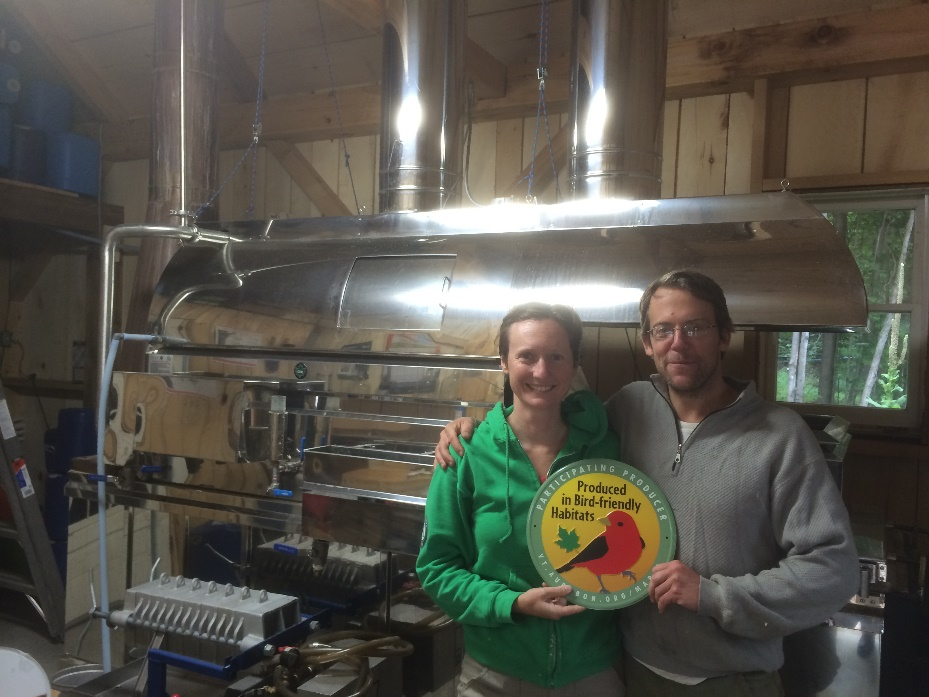 PARTICIPATING PRODUCER
Produced
in Bird-friendly
Habitats